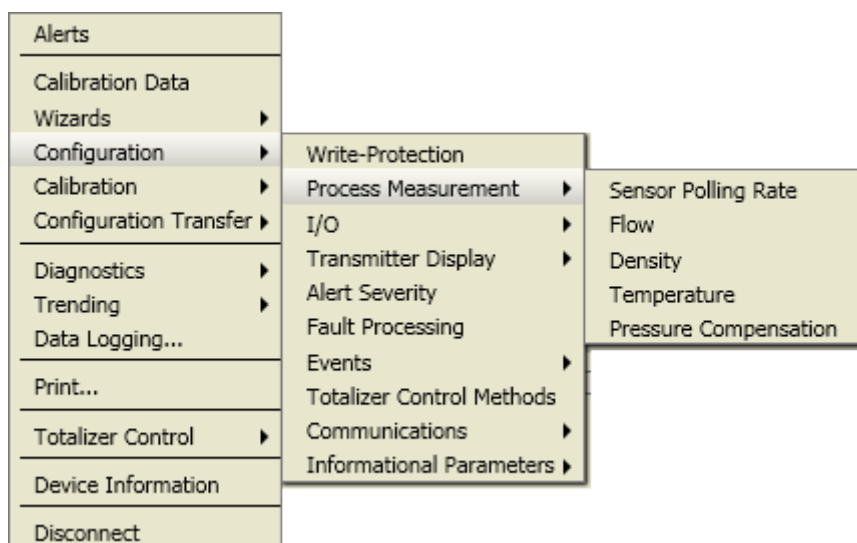 Alerts
Calibration Data
Wizards
Configuration
Calibration
Configuration Transfer
Diagnostics
Trending
Data Logging...
Print...
Totalizer Control
Device Information
Disconnect
Write-Protection
Process Measurement
I/O
Transmitter Display
Alert Severity
Fault Processing
Events
Totalizer Control Methods
Communications
Informational Parameters
Sensor Polling Rate
Flow
Density
Temperature
Pressure Compensation